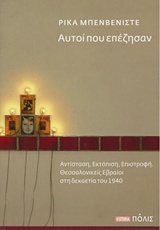 ΡΙΚΑ ΜΠΕΝΒΕΝΙΣΤΕ
Αυτοί που επέζησαν
Αντίσταση, Εκτόπιση, Επιστροφή
Θεσσαλονικείς Εβραίοι
στη δεκαετία του 1940
ΠΟΛΙΣ